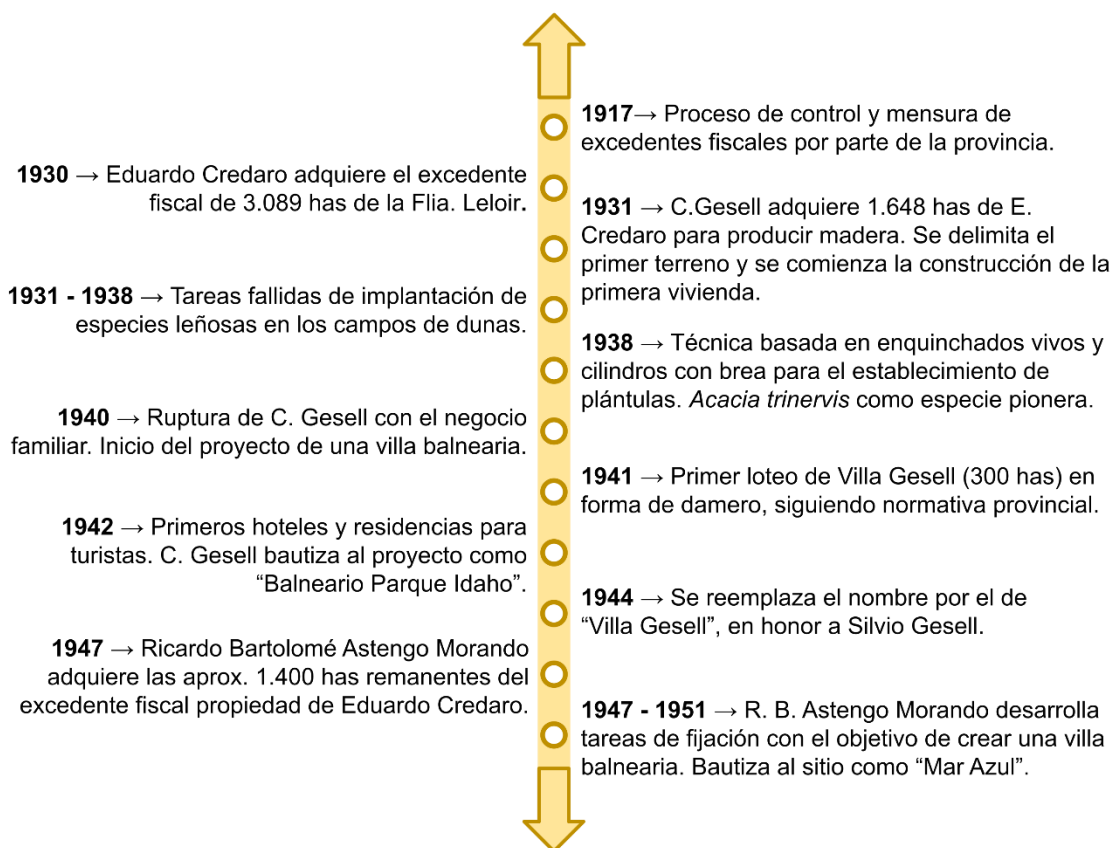 1917→ Proceso de control y mensura de
excedentes fiscales por parte de la provincia.
1930 → Eduardo Credaro adquiere el excedente
fiscal de 3.089 has de la Flia. Leloir.
1931 → C.Gesell adquiere 1.648 has de E.
Credaro para producir madera. Se delimita el
primer terreno y se comienza la construcción de la
primera vivienda.
1931 - 1938 → Tareas fallidas de implantación de
especies leñosas en los campos de dunas.
1938 → Técnica basada en enquinchados vivos y
cilindros con brea para el establecimiento de
plántulas. Acacia trinervis como especie pionera.
1940 → Ruptura de C. Gesell con el negocio
familiar. Inicio del proyecto de una villa balnearia.
1941 → Primer loteo de Villa Gesell (300 has) en
forma de damero, siguiendo normativa provincial.
1942 → Primeros hoteles y residencias para
turistas. C. Gesell bautiza al proyecto como
“Balneario Parque Idaho”.
1944 → Se reemplaza el nombre por el de
“Villa Gesell”, en honor a Silvio Gesell.
1947 → Ricardo Bartolomé Astengo Morando
adquiere las aprox. 1.400 has remanentes del
excedente fiscal propiedad de Eduardo Credaro.
1947 - 1951 → R. B. Astengo Morando desarrolla
tareas de fijación con el objetivo de crear una villa
balnearia. Bautiza al sitio como “Mar Azul”.